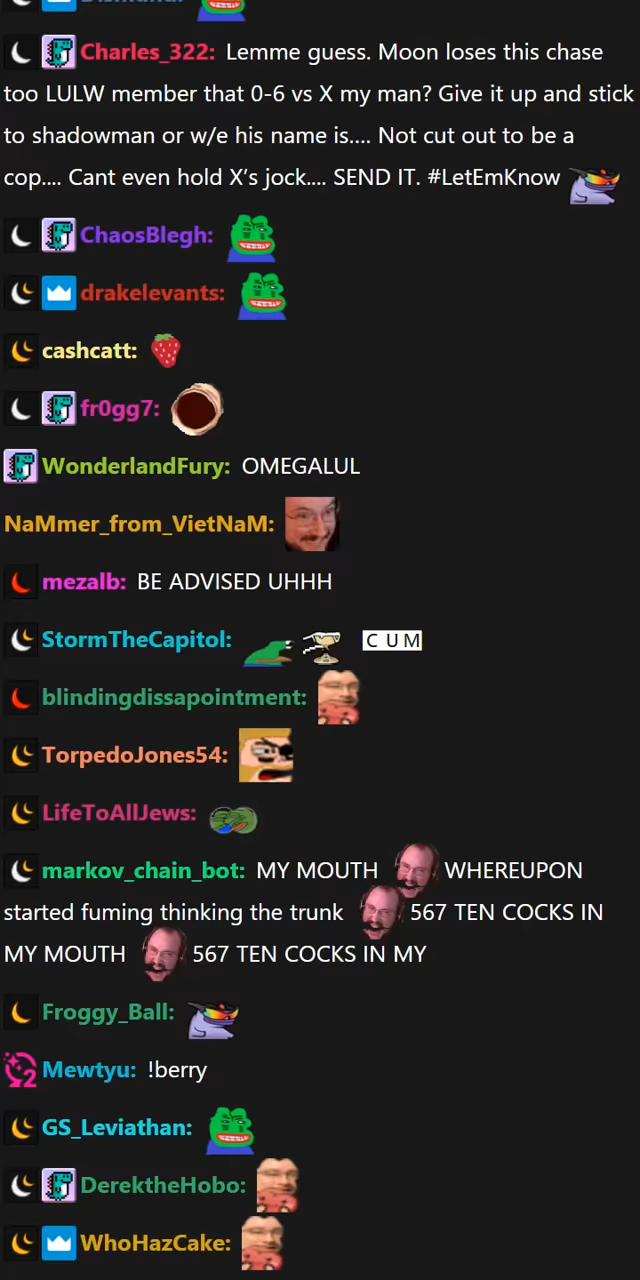 Charles_322: Lemme guess. Moon loses this chase
too LULW member that 0-6 vs X my man? Give it up and stick
to shadowman or w/e his name is.... Not cut out to be a
cop.... Cant even hold X's jock.... SEND IT. #LetEmKnow
ChaosBlegh:
drakelevants:
cashcatt:
fr0gg7:
WonderlandFury: OMEGALUL
NaMmer_from_VietNaM:
mezalb: BE ADVISED UHHH
StormTheCapitol: CUM
blindingdissapointment:
TorpedoJones54:
LifeToAllJews:
markov_chain_bot: MY MOUTH WHEREUPON
started fuming thinking the trunk 567 TEN COCKS IN
MY MOUTH 567 TEN COCKS IN MY
Froggy_Ball:
Mewtyu: !berry
GS_Leviathan:
DerektheHobo:
WhoHazCake: